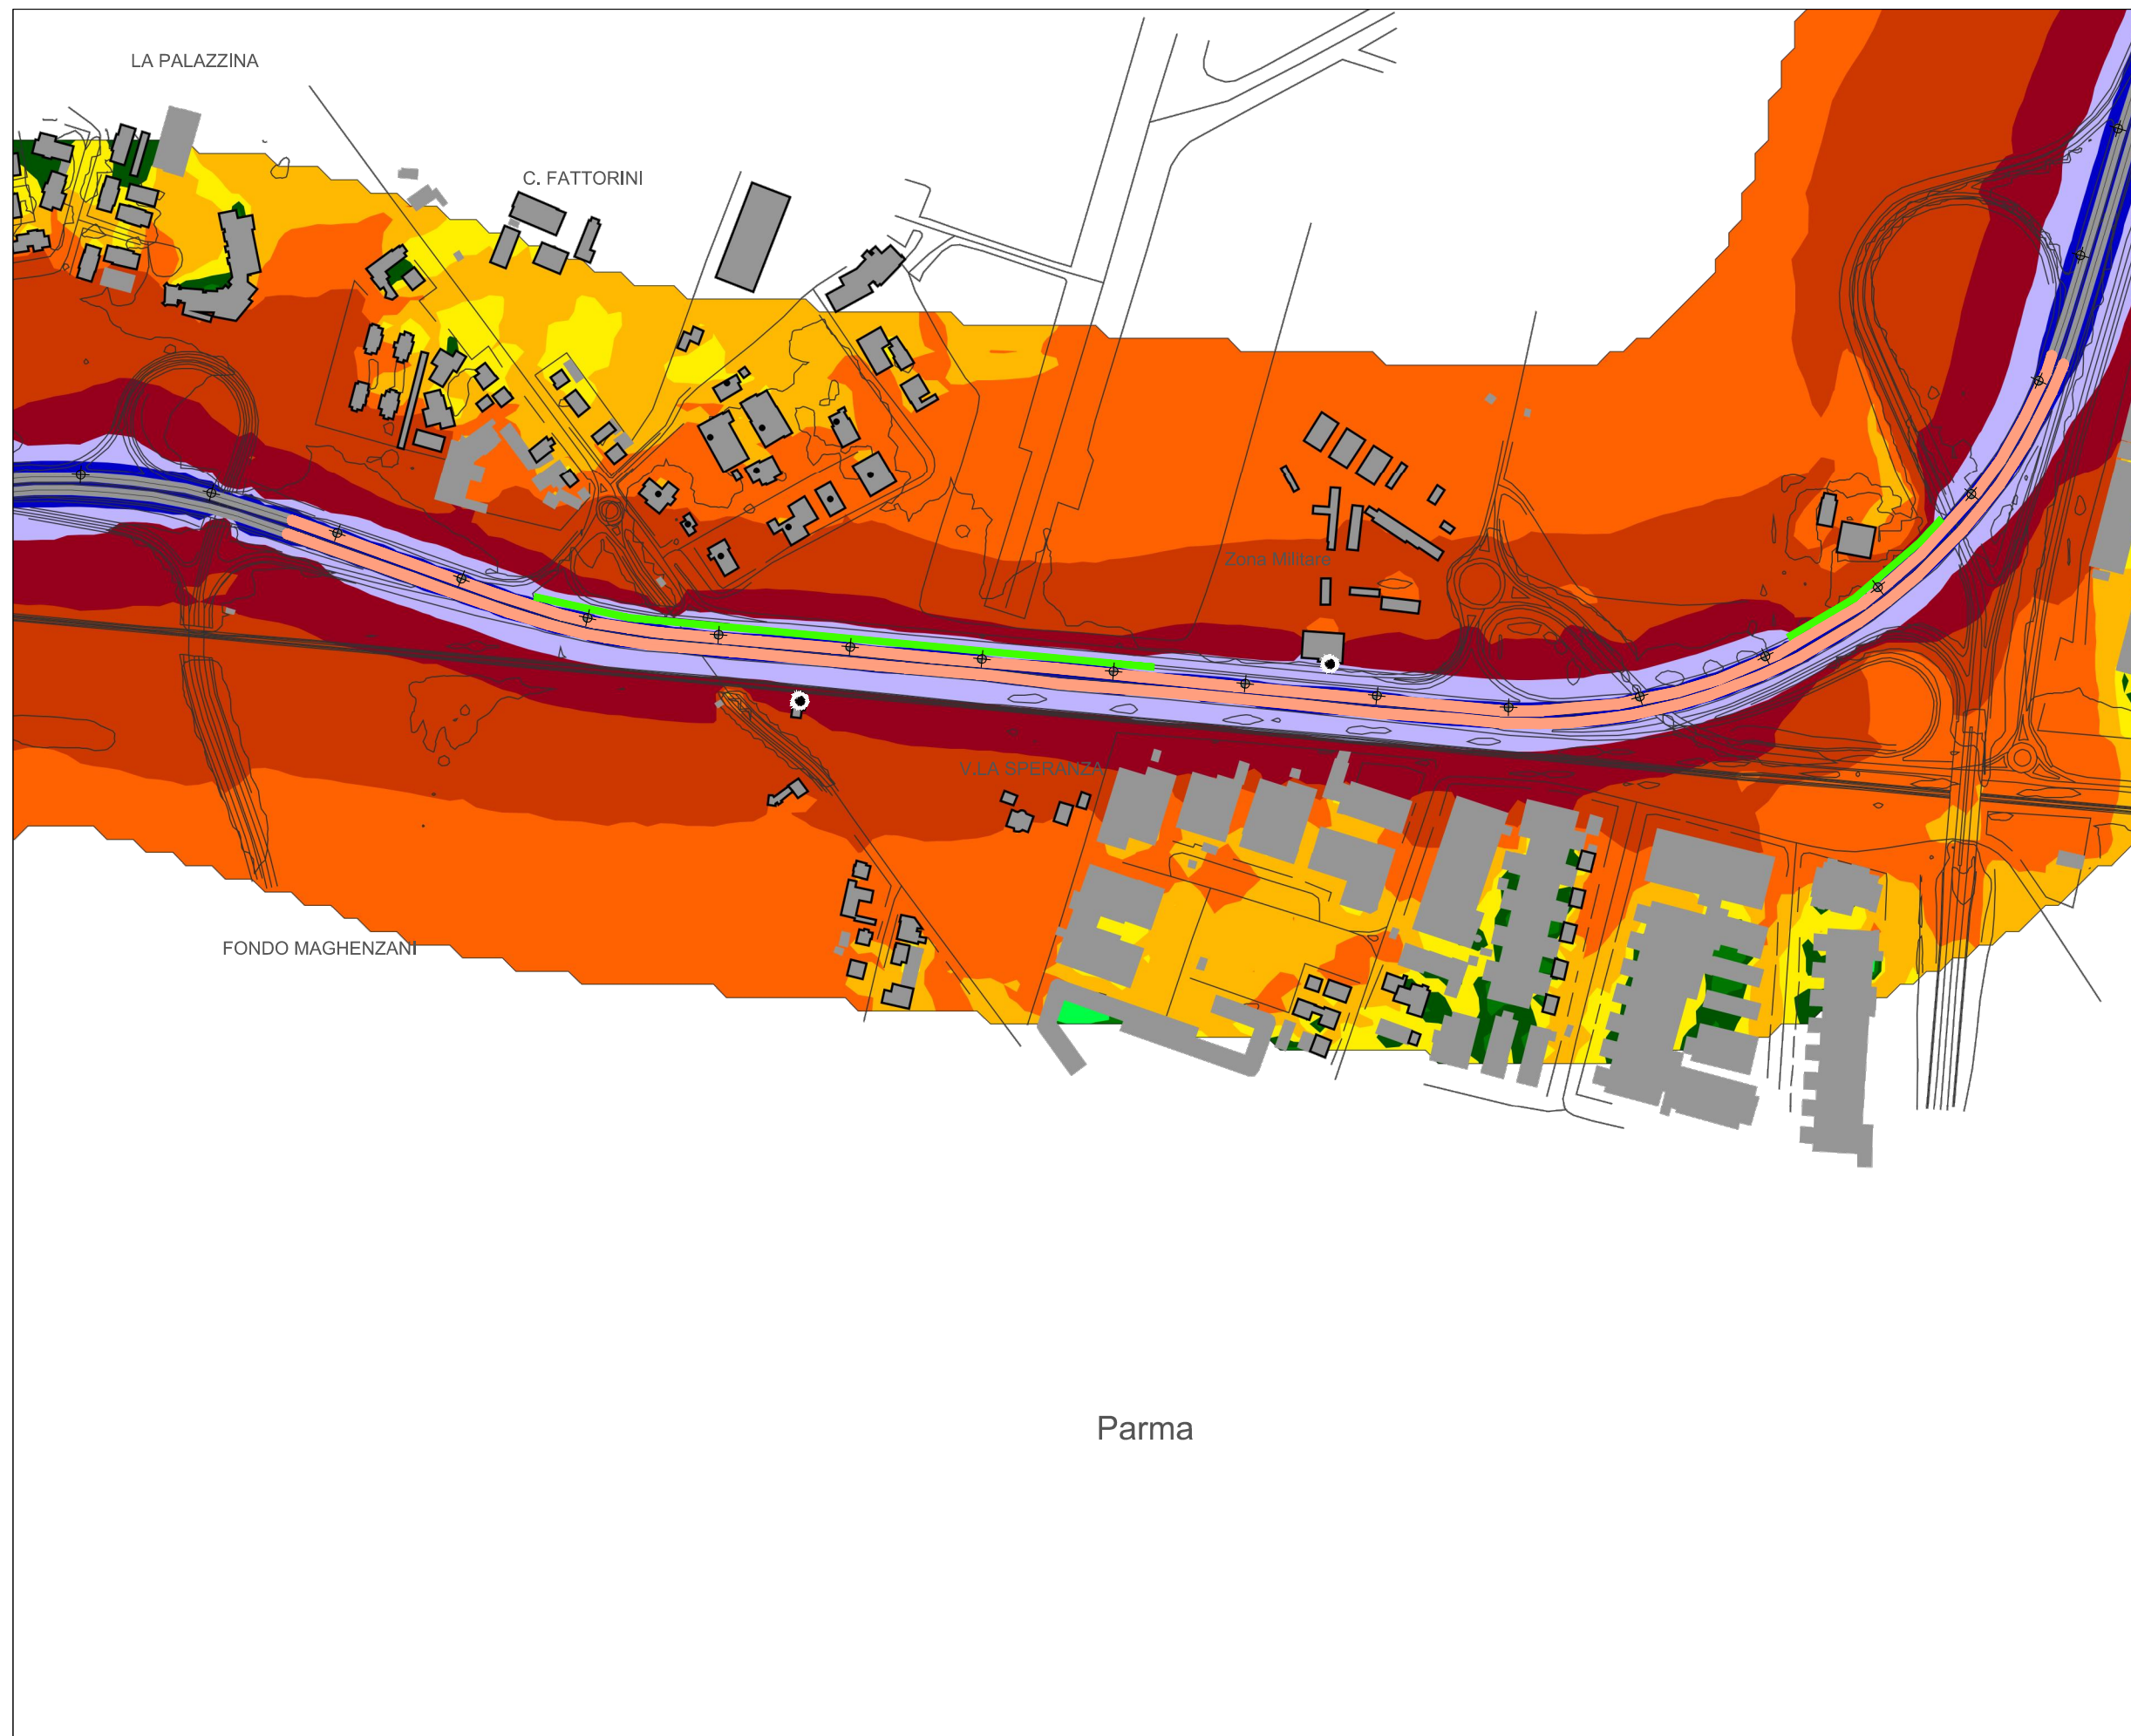 LA PALAZZINA
C. FATTORINI
Zona Militare
V.LA SPERANZA
FONDO MAGHENZANI
Parma